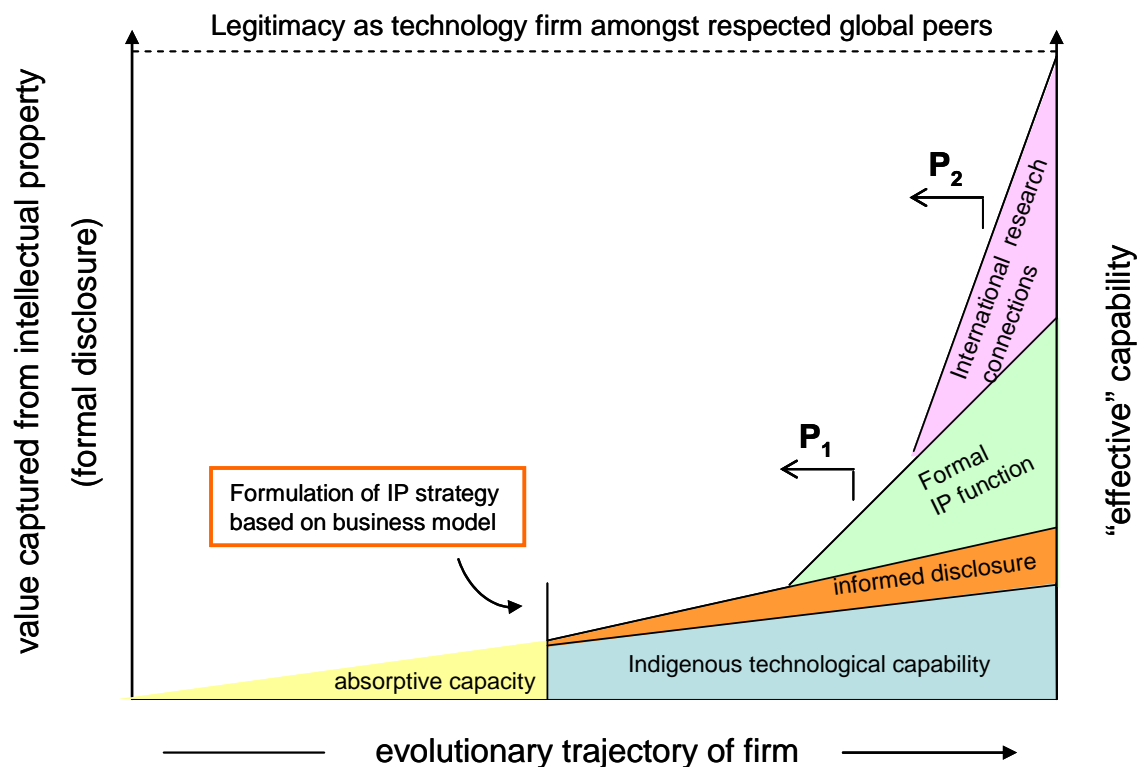 Legitimacy as technology firm amongst respected global peers
value captured from intellectual property
(formal disclosure)
P2
International research
connections
P1
Formal
IP function
Formulation of IP strategy
based on business model
informed disclosure
Indigenous technological capability
absorptive capacity
"effective" capability
evolutionary trajectory of firm